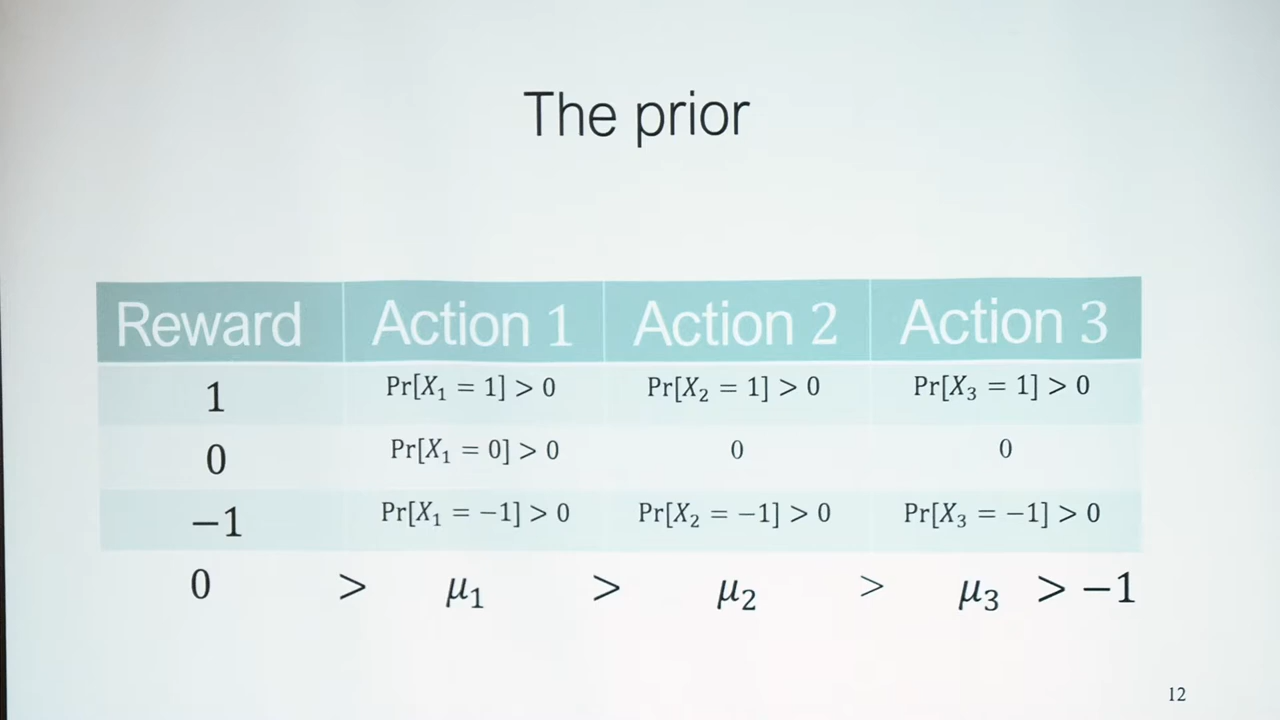 The prior
Reward Action 1 Action 2 Action 3
1 Pr[X₁ = 1] > 0 Pr[X₂ = 1] > 0 Pr[X₃ = 1] > 0
0 Pr[X₁ = 0] > 0 0 0
−1 Pr[X₁ = −1] > 0 Pr[X₂ = −1] > 0 Pr[X₃ = −1] > 0
0 > μ₁ > μ₂ > μ₃ > −1
12